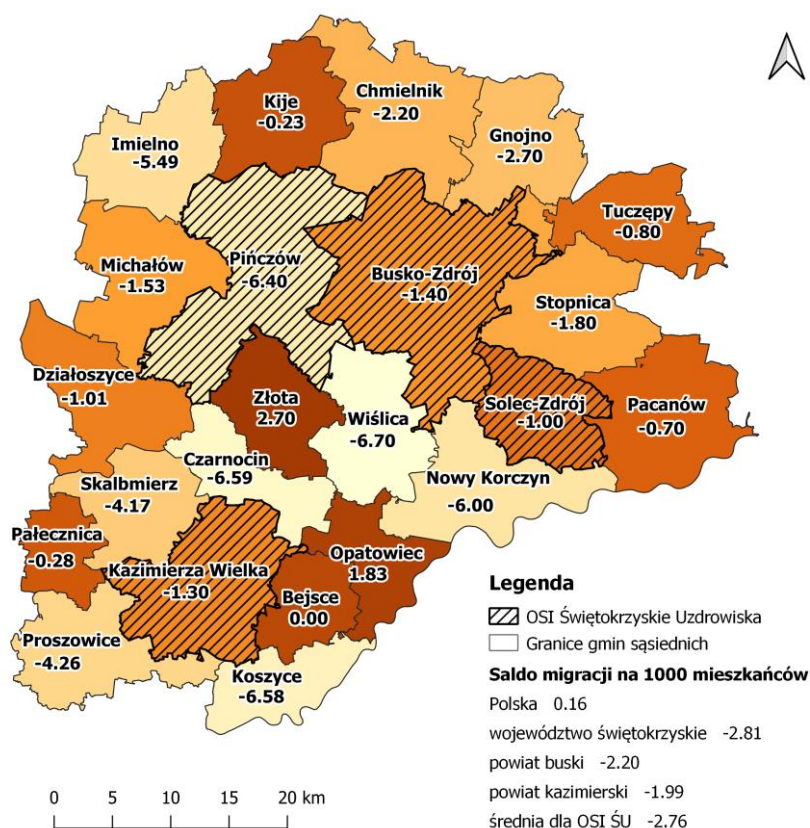 Kije
-0.23
Chmielnik
-2.20
Gnojno
-2.70
Imielno
-5.49
Tuczępy
-0.80
Michałów
-1.53
Pińczów
-6.40
Busko-Zdrój
-1.40
Stopnica
-1.80
Działoszyce
-1.01
Złota
2.70
Wiślica
-6.70
Solec-Zdrój
-1.00
Pacanów
-0.70
Czarnocin
-6.59
Skalbmierz
-4.17
Nowy Korczyn
-6.00
Pałecznica
-0.28
Kazimierza Wielka
-1.30
Opatowiec
1.83
Bejsce
0.00
Proszowice
-4.26
Koszyce
-6.58
Legenda
OSI Świętokrzyskie Uzdrowiska
Granice gmin sąsiednich
Saldo migracji na 1000 mieszkańców
Polska 0.16
województwo świętokrzyskie -2.81
powiat buski -2.20
powiat kazimierski -1.99
średnia dla OSI ŚU -2.76
0 5 10 15 20 km